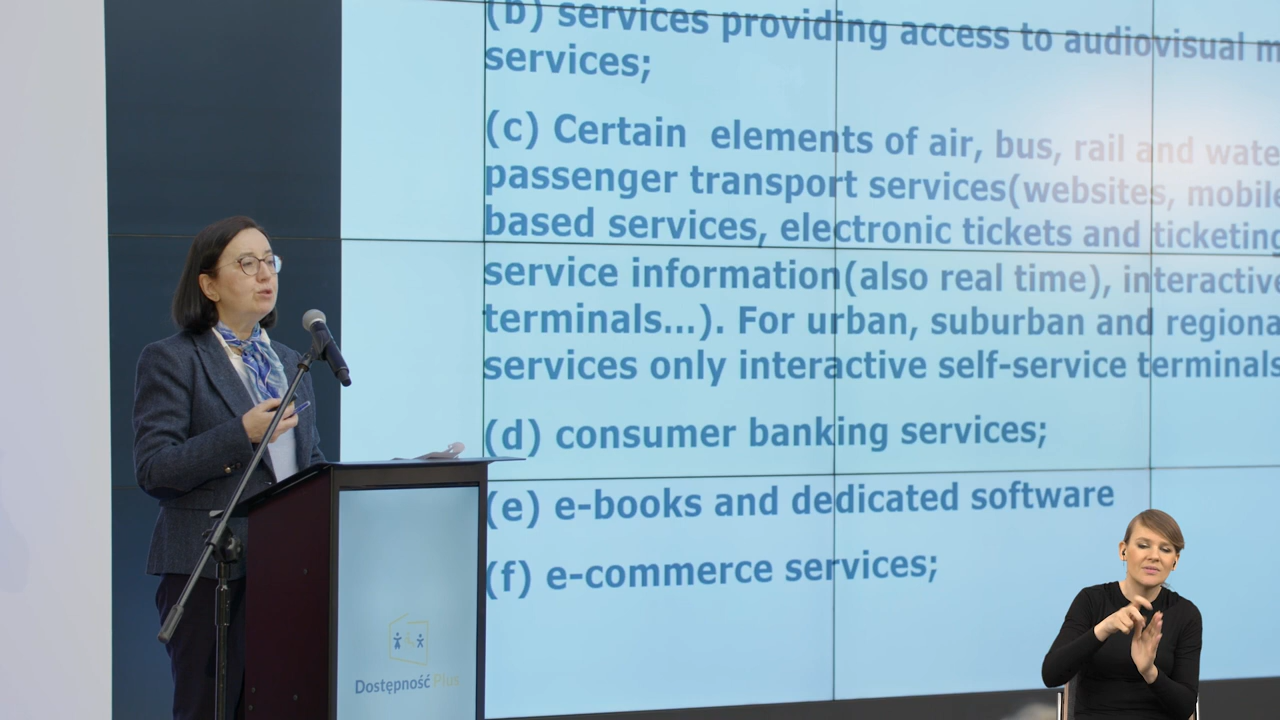 (b) services providing access to audiovisual
services;
(c) Certain elements of air, bus, rail and
passenger transport services(websites, mobile
based services, electronic tickets and ticketing
service information(also real time), interactive
terminals...). For urban, suburban and regional
services only interactive self-service terminals
(d) consumer banking services;
(e) e-books and dedicated software
(f) e-commerce services;
Dostępność Plus